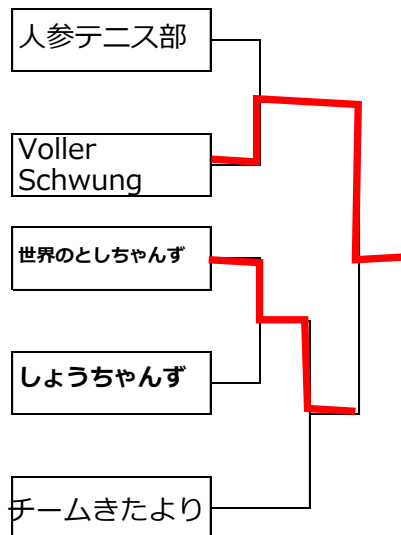 人参テニス部
Voller
Schwung
世界のとしちゃんず
しょうちゃんず
チームきたより